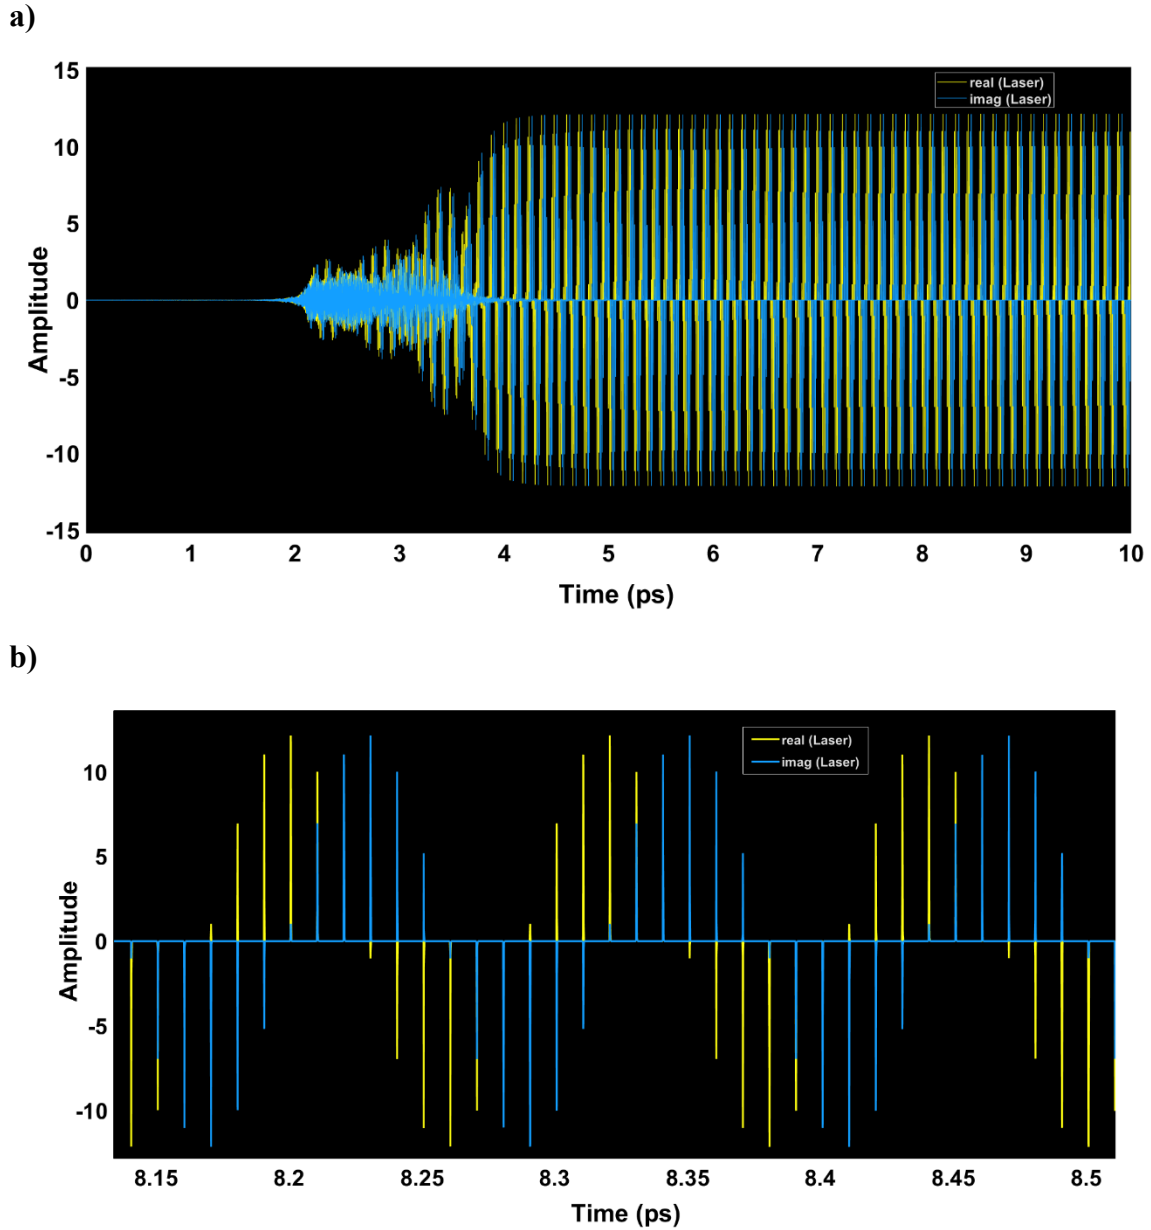 a)
15
10
5
0
-5
-10
-15
Amplitude
real (Laser)
imag (Laser)
0 1 2 3 4 5 6 7 8 9 10
Time (ps)
b)
10
5
0
-5
-10
Amplitude
real (Laser)
imag (Laser)
8.15 8.2 8.25 8.3 8.35 8.4 8.45 8.5
Time (ps)